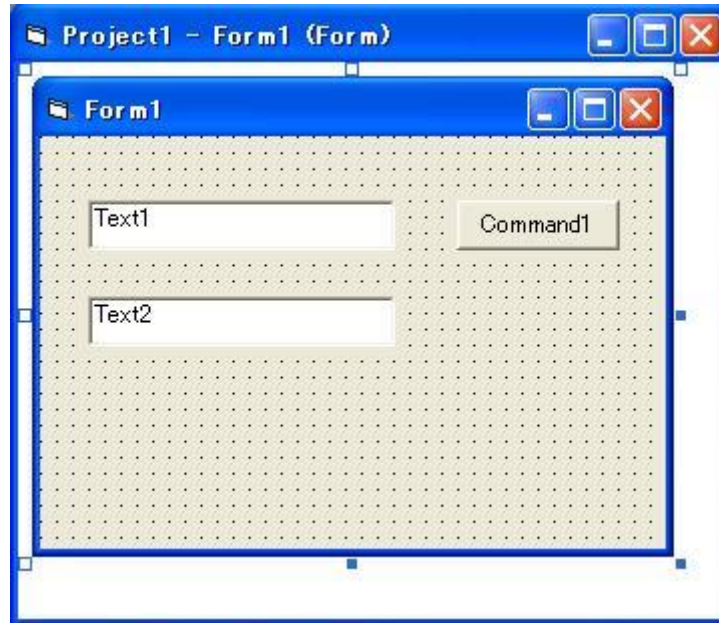 Project1 - Form1 (Form)
Form1
Text1
Command1
Text2